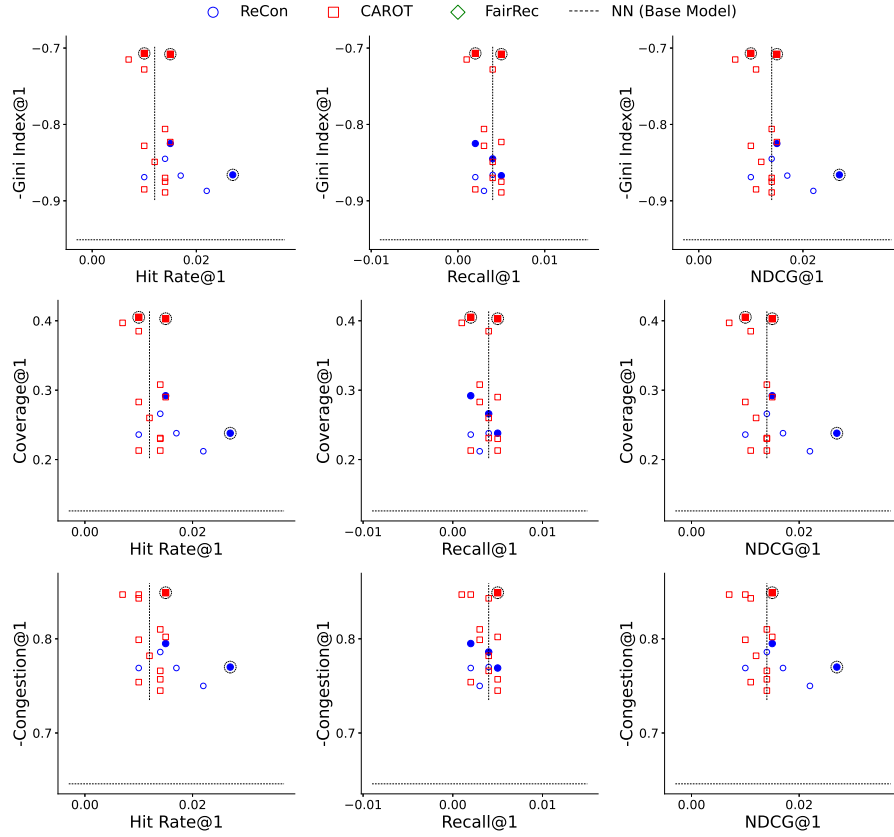 ReCon CAROT FairRec NN (Base Model)
−0.7 −0.7 −0.7
−0.8 −0.8 −0.8
−0.9 −0.9 −0.9
-Gini Index@1 -Gini Index@1 -Gini Index@1
0.00 0.02 −0.01 0.00 0.01 0.00 0.02
Hit Rate@1 Recall@1 NDCG@1
0.4 0.4 0.4
0.3 0.3 0.3
0.2 0.2 0.2
Coverage@1 Coverage@1 Coverage@1
0.00 0.02 −0.01 0.00 0.01 0.00 0.02
Hit Rate@1 Recall@1 NDCG@1
0.8 0.8 0.8
0.7 0.7 0.7
-Congestion@1 -Congestion@1 -Congestion@1
0.00 0.02 −0.01 0.00 0.01 0.00 0.02
Hit Rate@1 Recall@1 NDCG@1